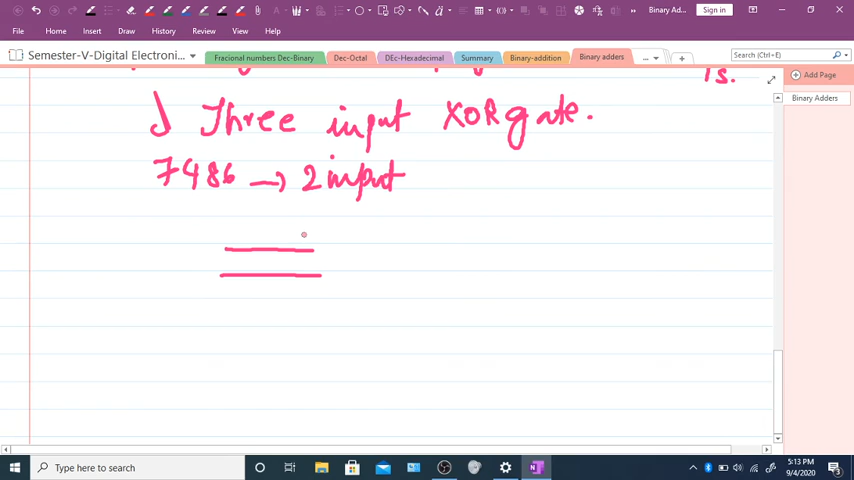 Binary Ad...
Sign in
File Home Insert Draw History Review View Help
Semester-V-Digital Electroni...
Fracional numbers Dec-Binary
Dec-Octal
DEc-Hexadecimal
Summary
Binary-addition
Binary adders
Search (Ctrl+E)
Add Page
Binary Adders
1s.
Three input XOR gate.
7486 → 2 input
Type here to search
5:13 PM
9/4/2020
3